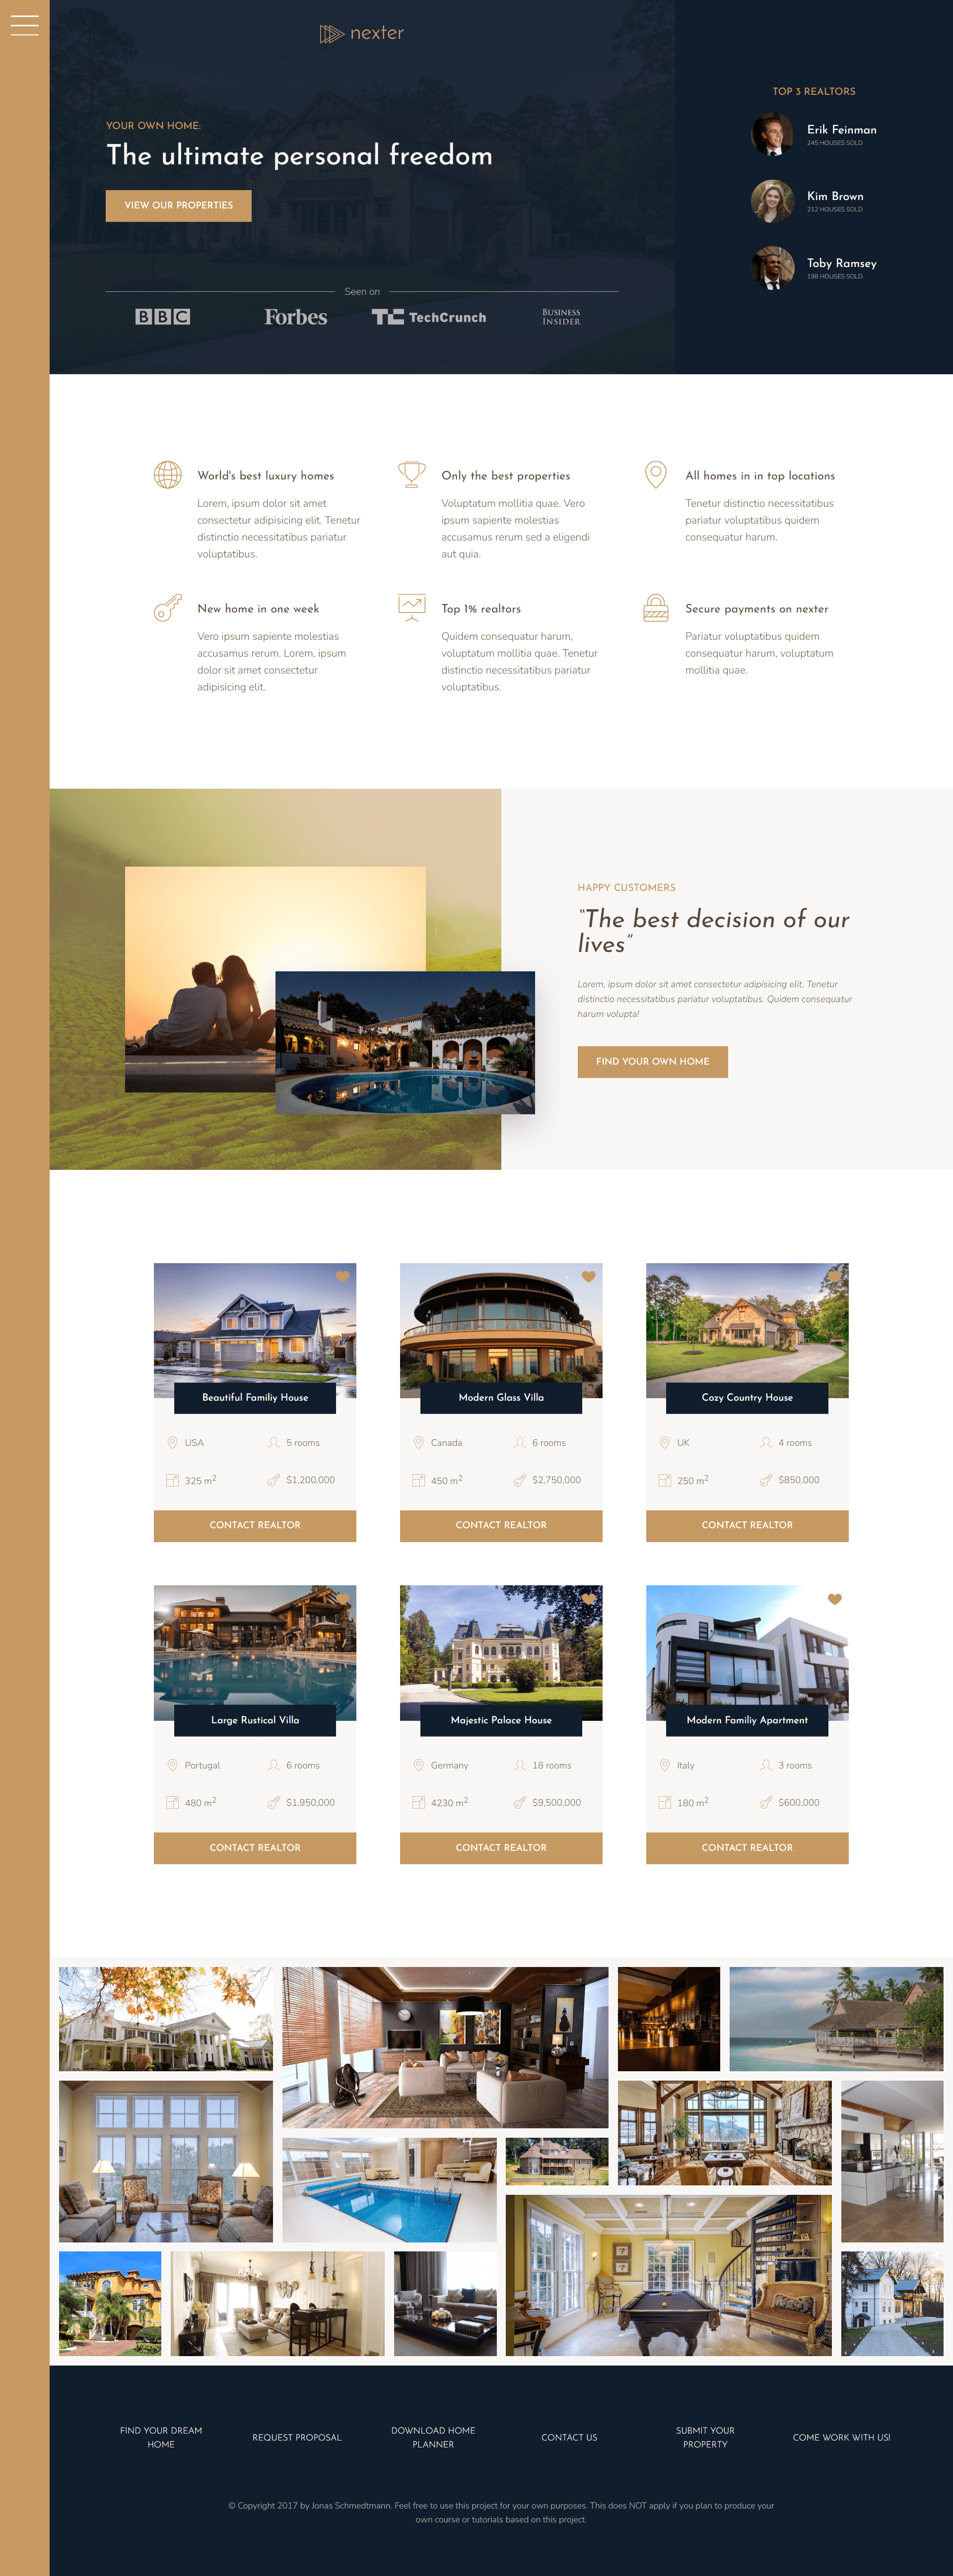 nexter
YOUR OWN HOME:
The ultimate personal freedom
VIEW OUR PROPERTIES
Seen on
BBC
Forbes
TC TechCrunch
BUSINESS
INSIDER
TOP 3 REALTORS
Erik Feinman
245 HOUSES SOLD
Kim Brown
212 HOUSES SOLD
Toby Ramsey
198 HOUSES SOLD
World's best luxury homes
Lorem, ipsum dolor sit amet
consectetur adipisicing elit. Tenetur
distinctio necessitatibus pariatur
voluptatibus.
Only the best properties
Voluptatum mollitia quae. Vero
ipsum sapiente molestias
accusamus rerum sed a eligendi
aut quia.
All homes in in top locations
Tenetur distinctio necessitatibus
pariatur voluptatibus quidem
consequatur harum.
New home in one week
Vero ipsum sapiente molestias
accusamus rerum. Lorem, ipsum
dolor sit amet consectetur
adipisicing elit.
Top 1% realtors
Quidem consequatur harum,
voluptatum mollitia quae. Tenetur
distinctio necessitatibus pariatur
voluptatibus.
Secure payments on nexter
Pariatur voluptatibus quidem
consequatur harum, voluptatum
mollitia quae.
HAPPY CUSTOMERS
“The best decision of our
lives”
Lorem, ipsum dolor sit amet consectetur adipisicing elit. Tenetur
distinctio necessitatibus pariatur voluptatibus. Quidem consequatur
harum volupta!
FIND YOUR OWN HOME
Beautiful Familiy House
USA
5 rooms
325 m²
$1,200,000
CONTACT REALTOR
Modern Glass Villa
Canada
6 rooms
450 m²
$2,750,000
CONTACT REALTOR
Cozy Country House
UK
4 rooms
250 m²
$850,000
CONTACT REALTOR
Large Rustical Villa
Portugal
6 rooms
480 m²
$1,950,000
CONTACT REALTOR
Majestic Palace House
Germany
18 rooms
4230 m²
$9,500,000
CONTACT REALTOR
Modern Familiy Apartment
Italy
3 rooms
180 m²
$600,000
CONTACT REALTOR
FIND YOUR DREAM
HOME
REQUEST PROPOSAL
DOWNLOAD HOME
PLANNER
CONTACT US
SUBMIT YOUR
PROPERTY
COME WORK WITH US!
© Copyright 2017 by Jonas Schmedtmann. Feel free to use this project for your own purposes. This does NOT apply if you plan to produce your
own course or tutorials based on this project.